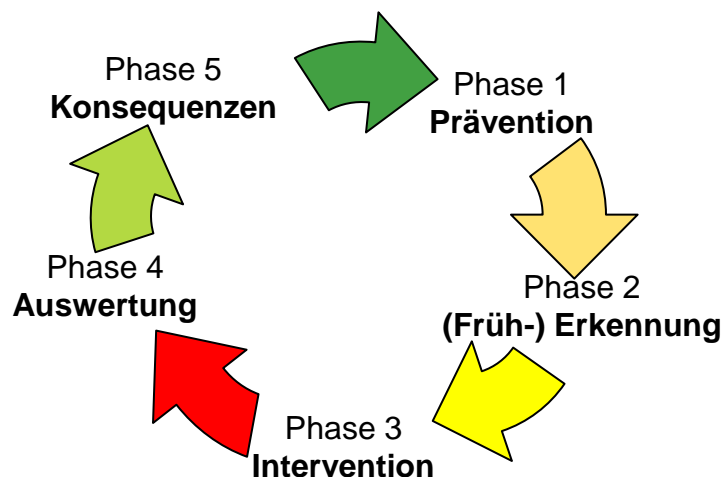 Phase 1
Prävention
Phase 2
(Früh-) Erkennung
Phase 3
Intervention
Phase 4
Auswertung
Phase 5
Konsequenzen